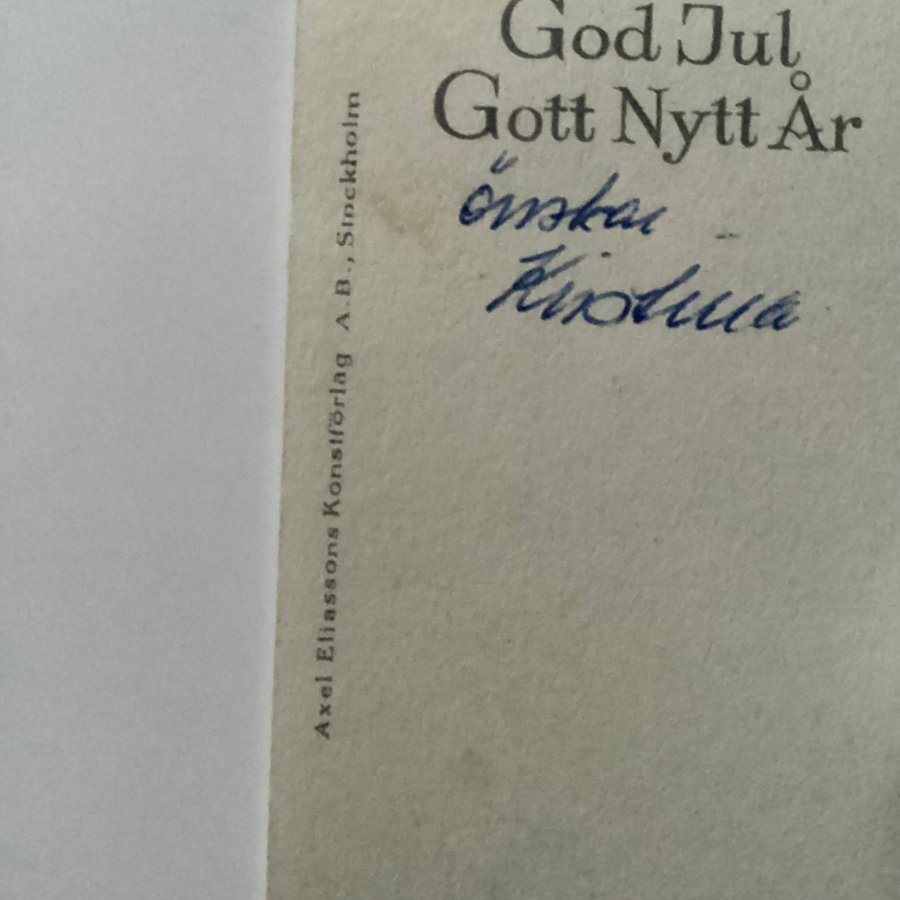 God Jul
Gott Nytt År
önskar
Kristina
Axel Eliassons Konstförlag A.B., Stockholm